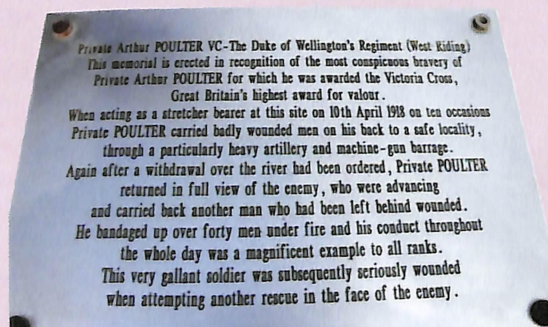 Private Arthur POULTER VC-The Duke of Wellington's Regiment (West Riding)
This memorial is erected in recognition of the most conspicuous bravery of
Private Arthur POULTER for which he was awarded the Victoria Cross,
Great Britain's highest award for valour.
When acting as a stretcher bearer at this site on 10th April 1918 on ten occasions
Private POULTER carried badly wounded men on his back to a safe locality,
through a particularly heavy artillery and machine-gun barrage.
Again after a withdrawal over the river had been ordered, Private POULTER
returned in full view of the enemy, who were advancing
and carried back another man who had been left behind wounded.
He bandaged up over forty men under fire and his conduct throughout
the whole day was a magnificent example to all ranks.
This very gallant soldier was subsequently seriously wounded
when attempting another rescue in the face of the enemy.